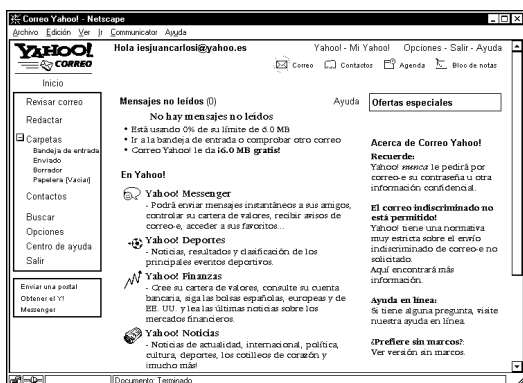 Correo Yahoo! - Netscape
Archivo Edición Ver Ir Communicator Ayuda
YAHOO! CORREO
Hola iesjuancarlosi@yahoo.es
Yahoo! - Mi Yahoo! Opciones - Salir - Ayuda
Correo Contactos Agenda Bloc de notas
Inicio
Revisar correo
Redactar
Carpetas
Bandeja de entrada
Enviado
Borrador
Papelera [Vaciar]
Contactos
Buscar
Opciones
Centro de ayuda
Salir
Enviar una postal
Obtener el Y!
Messenger
Mensajes no leídos (0) Ayuda
No hay mensajes no leídos
• Está usando 0% de su límite de 6.0 MB
• Ir a la bandeja de entrada o comprobar otro correo
• Correo Yahoo! le da ¡6.0 MB gratis!
En Yahoo!
Yahoo! Messenger
- Podrá enviar mensajes instantáneos a sus amigos,
controlar su cartera de valores, recibir avisos de
correo-e, acceder a sus favoritos...
Yahoo! Deportes
- Noticias, resultados y clasificación de los
principales eventos deportivos.
Yahoo! Finanzas
- Cree su cartera de valores, consulte su cuenta
bancaria, siga las bolsas españolas, europeas y de
EE. UU. y lea las últimas noticias sobre los
mercados financieros.
Yahoo! Noticias
- Noticias de actualidad, internacional, política,
cultura, deportes, los cotilleos de corazón y
¡mucho más!
Ofertas especiales
Acerca de Correo Yahoo!
Recuerde:
Yahoo! nunca le pedirá por
correo-e su contraseña u otra
información confidencial.
El correo indiscriminado no
está permitido!
Yahoo! tiene una normativa
muy estricta sobre el envío
indiscriminado de correo-e no
solicitado.
Aquí encontrará más
información.
Ayuda en línea:
Si tiene alguna pregunta, visite
nuestra ayuda en línea.
¿Prefiere sin marcos?:
Ver versión sin marcos.
Documento: Terminado